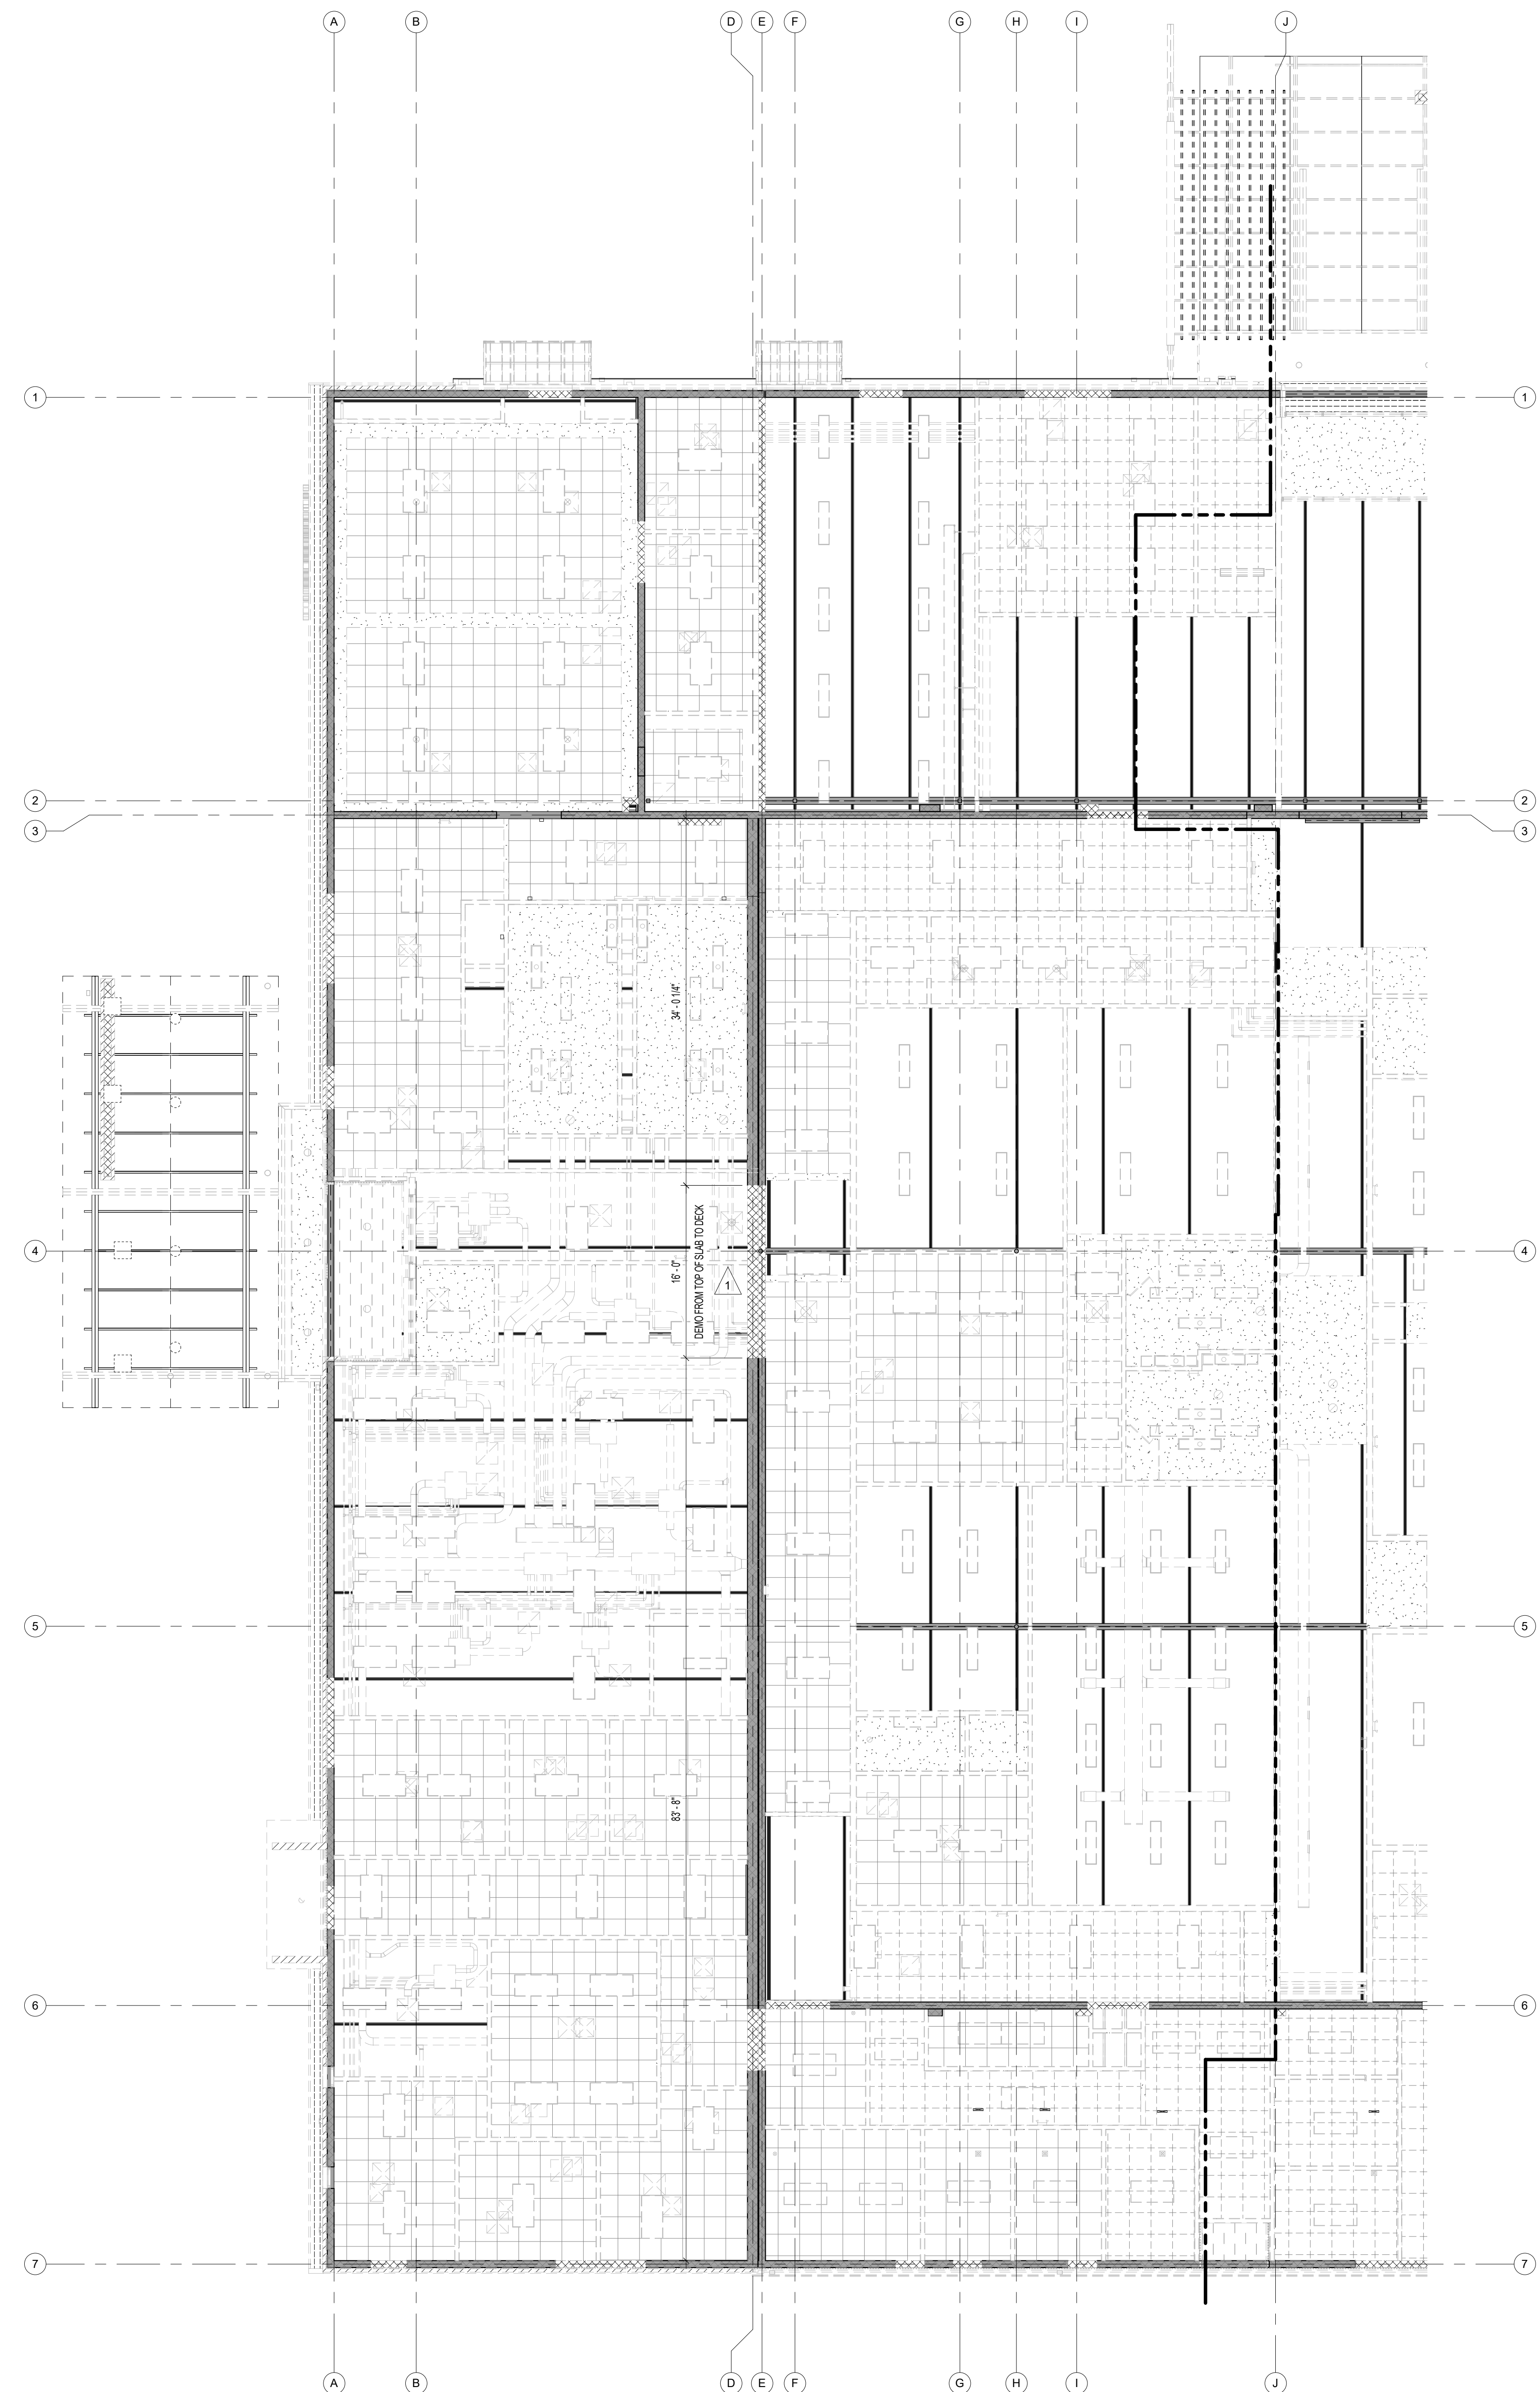 A
B
D
E
F
G
H
I
J
1
1
2
2
3
3
34' - 0 1/4"
4
16' - 0"
DEMO FROM TOP OF SLAB TO DECK
1
4
5
5
83' - 8"
6
6
7
7
A
B
D
E
F
G
H
I
J